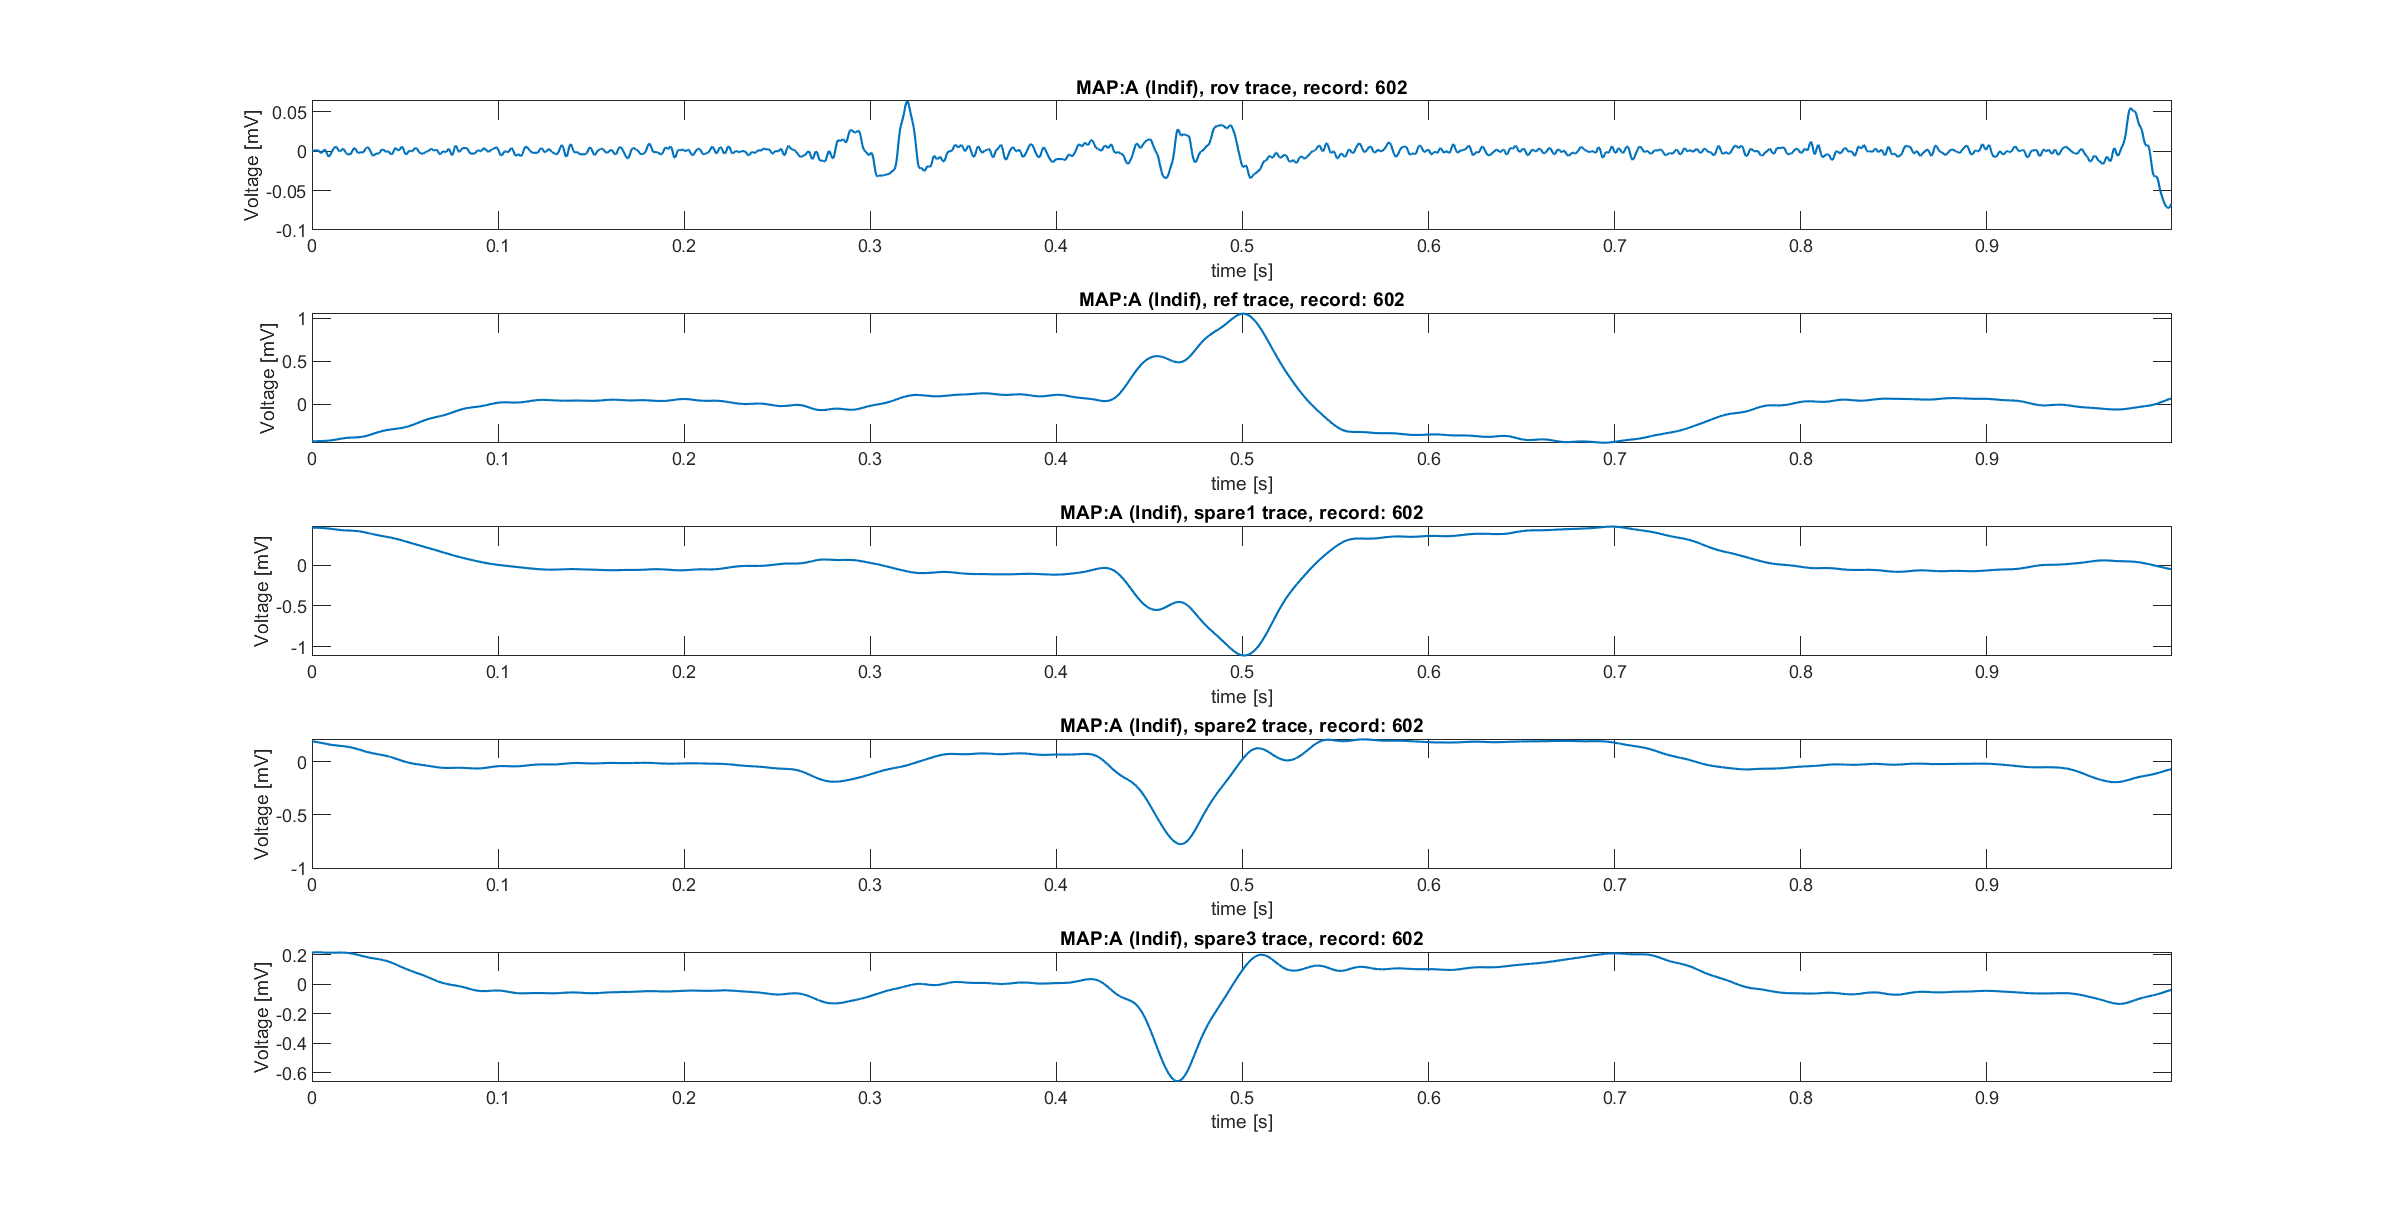 MAP:A (Indif), rov trace, record: 602
Voltage [mV]
0.05
0
-0.05
-0.1
0 0.1 0.2 0.3 0.4 0.5 0.6 0.7 0.8 0.9
time [s]
MAP:A (Indif), ref trace, record: 602
Voltage [mV]
1
0.5
0
0 0.1 0.2 0.3 0.4 0.5 0.6 0.7 0.8 0.9
time [s]
MAP:A (Indif), spare1 trace, record: 602
Voltage [mV]
0
-0.5
-1
0 0.1 0.2 0.3 0.4 0.5 0.6 0.7 0.8 0.9
time [s]
MAP:A (Indif), spare2 trace, record: 602
Voltage [mV]
0
-0.5
-1
0 0.1 0.2 0.3 0.4 0.5 0.6 0.7 0.8 0.9
time [s]
MAP:A (Indif), spare3 trace, record: 602
Voltage [mV]
0.2
0
-0.2
-0.4
-0.6
0 0.1 0.2 0.3 0.4 0.5 0.6 0.7 0.8 0.9
time [s]